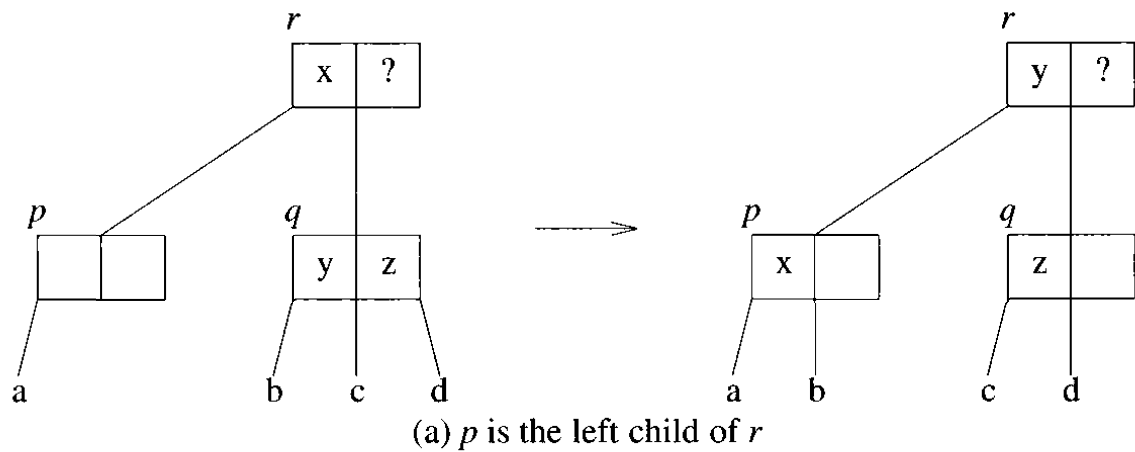 r r
x ? y ?
p q p q
y z x z
a b c d a b c d
(a) p is the left child of r